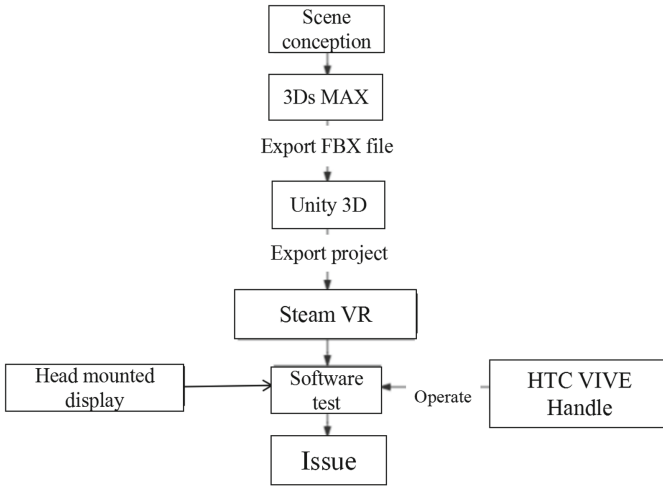 Scene
conception
3Ds MAX
Export FBX file
Unity 3D
Export project
Steam VR
Head mounted
display
Software
test
Operate
HTC VIVE
Handle
Issue